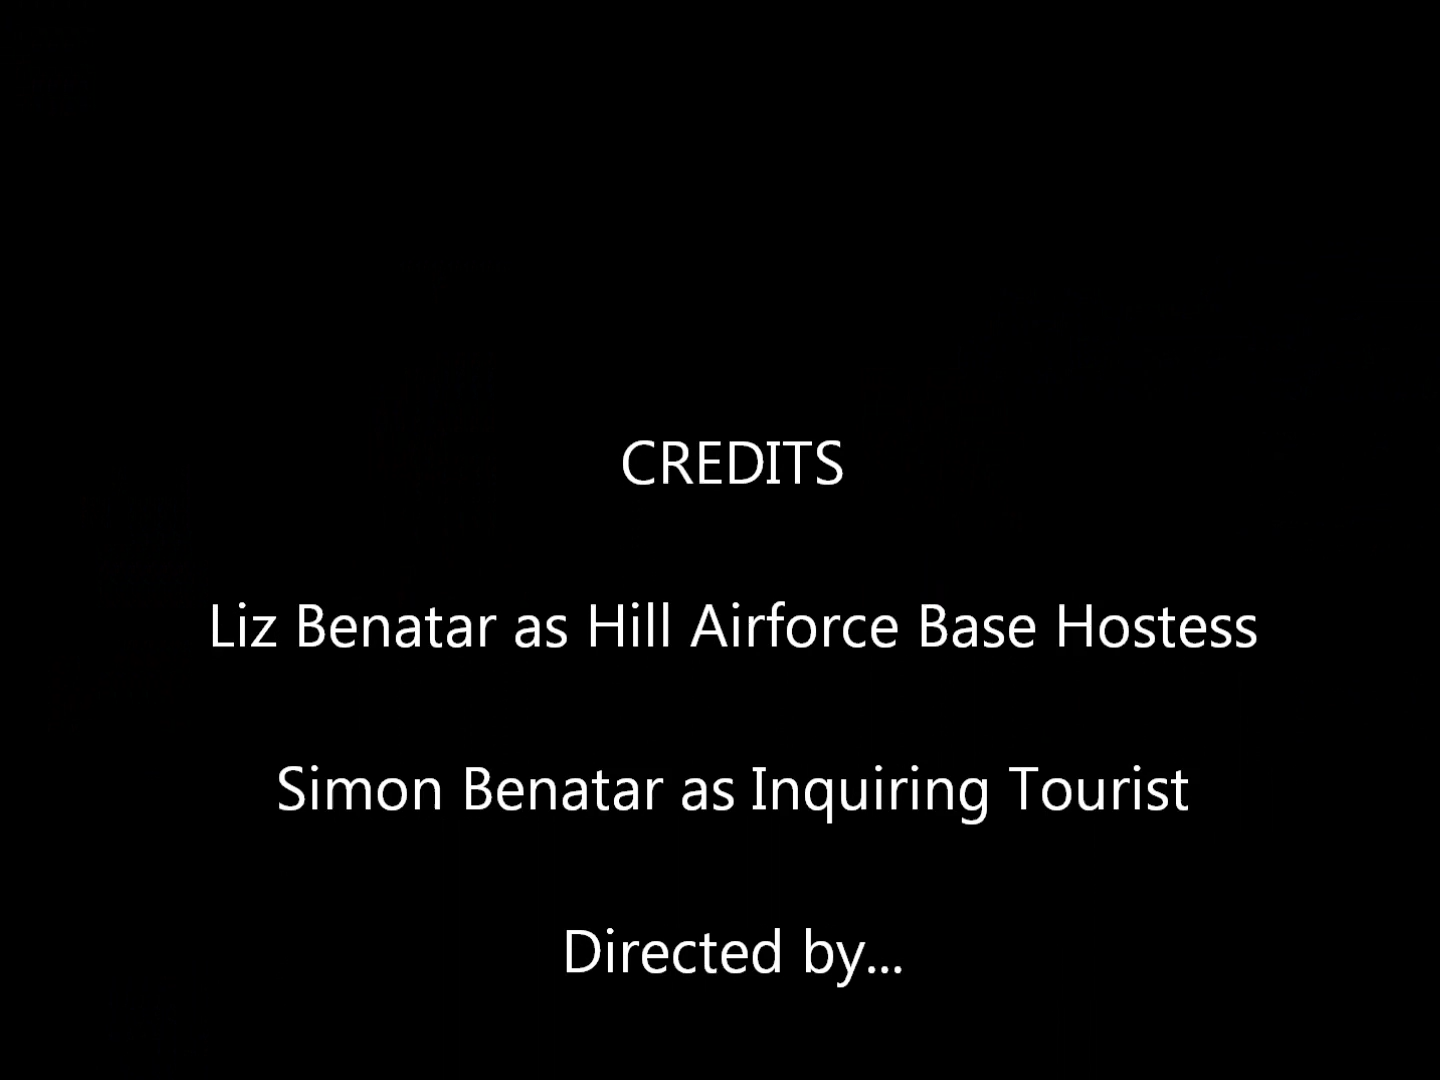 CREDITS
Liz Benatar as Hill Airforce Base Hostess
Simon Benatar as Inquiring Tourist
Directed by...